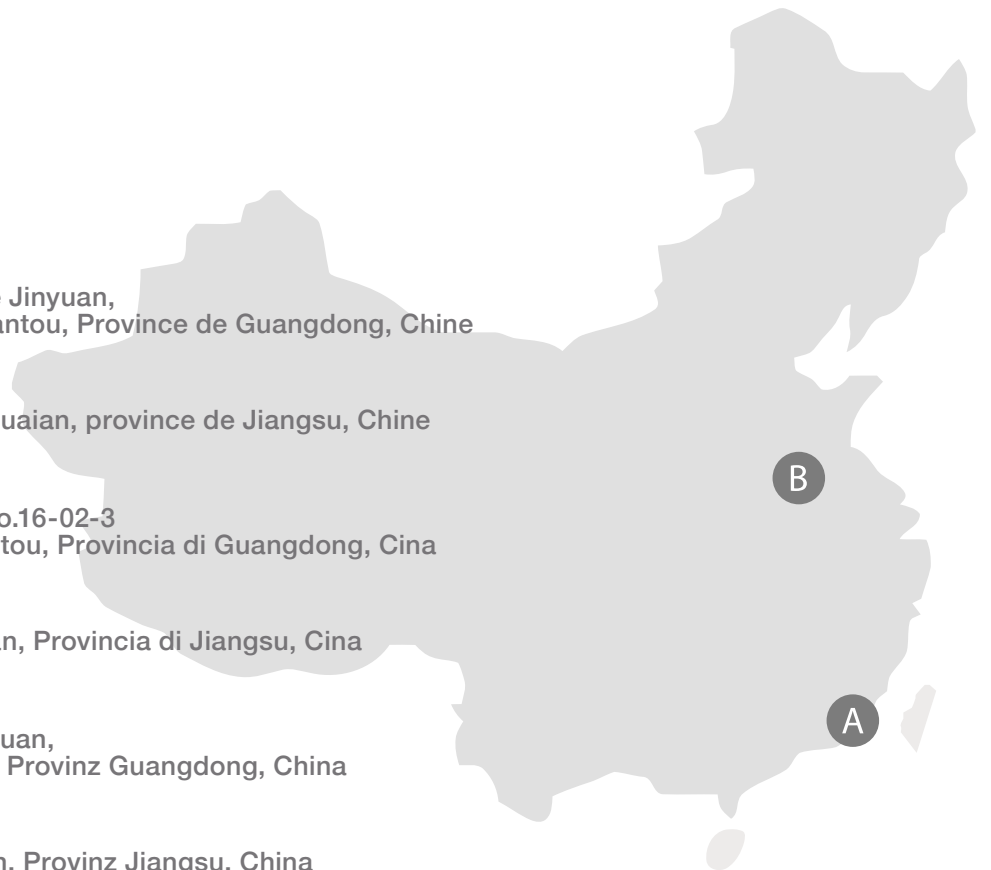 Jinyuan,
antou, Province de Guangdong, Chine
uaian, province de Jiangsu, Chine
B
o.16-02-3
tou, Provincia di Guangdong, Cina
n, Provincia di Jiangsu, Cina
A
uan,
Provinz Guangdong, China
n, Provinz Jiangsu, China